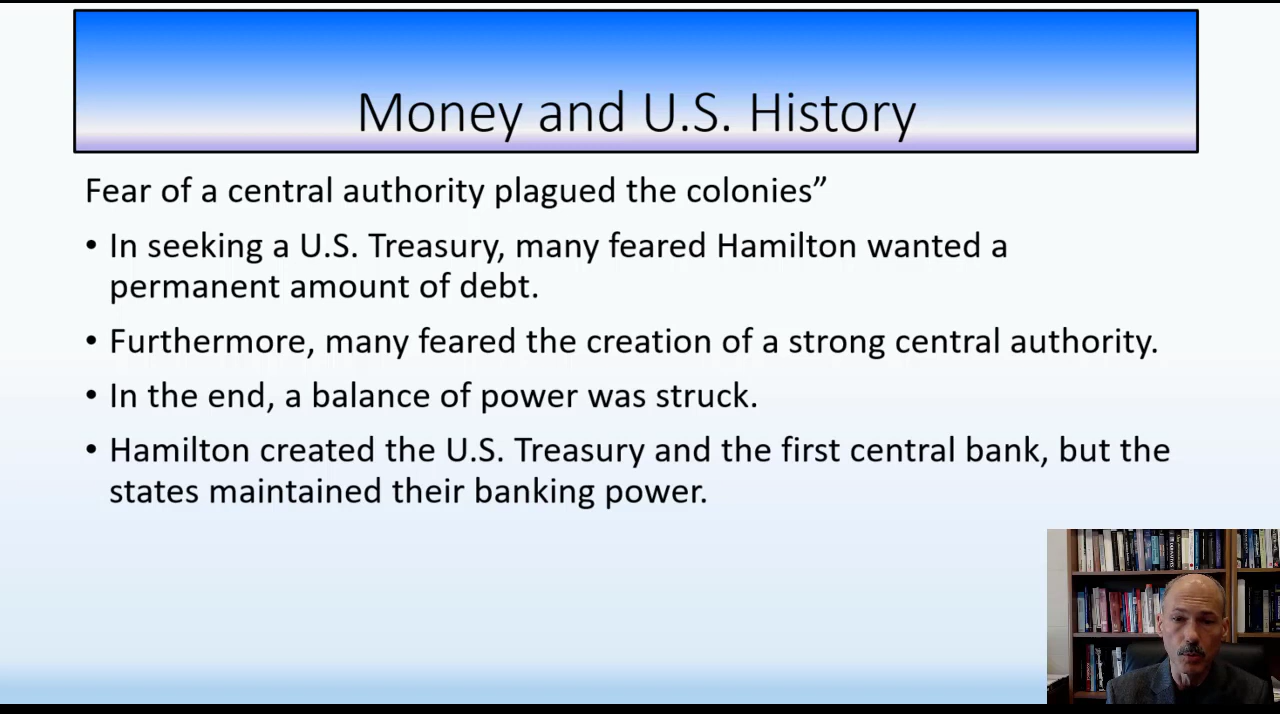 Money and U.S. History
Fear of a central authority plagued the colonies”
• In seeking a U.S. Treasury, many feared Hamilton wanted a
permanent amount of debt.
• Furthermore, many feared the creation of a strong central authority.
• In the end, a balance of power was struck.
• Hamilton created the U.S. Treasury and the first central bank, but the
states maintained their banking power.